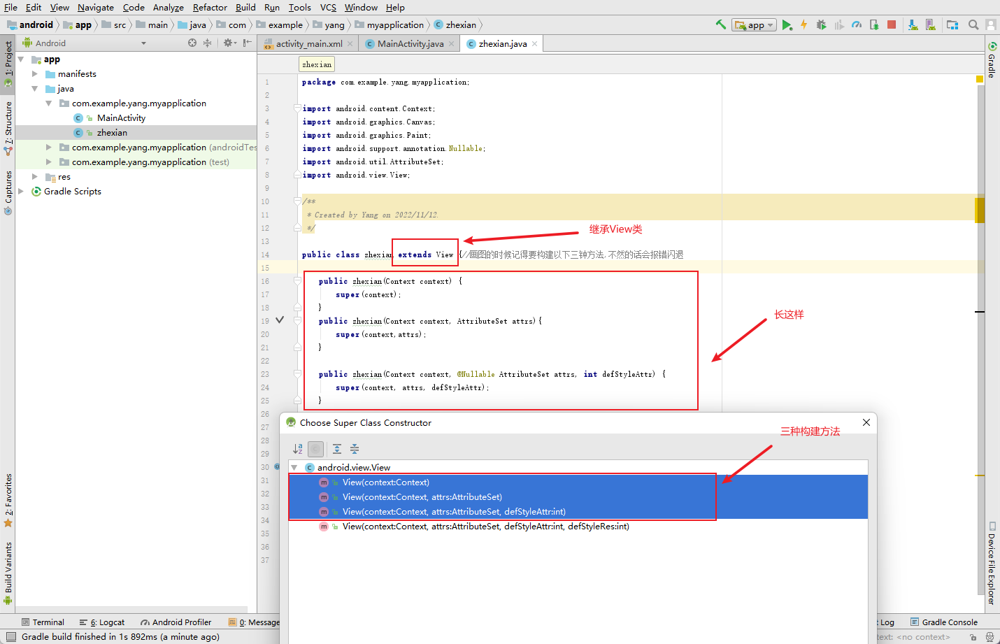 File Edit View Navigate Code Analyze Refactor Build Run Tools VCS Window Help
android app src main java com example yang myapplication zhexian app
Android activity_main.xml MainActivity.java zhexian.java
1: Project
7: Structure
Captures
2: Favorites
Build Variants
app
manifests
java
com.example.yang.myapplication
MainActivity
zhexian
com.example.yang.myapplication (androidTes
com.example.yang.myapplication (test)
res
Gradle Scripts
zhexian
1 package com.example.yang.myapplication;
2
3 import android.content.Context;
4 import android.graphics.Canvas;
5 import android.graphics.Paint;
6 import android.support.annotation.Nullable;
7 import android.util.AttributeSet;
8 import android.view.View;
9
10 /**
11 * Created by Yang on 2022/11/12.
12 */
继承View类
13
14 public class zhexian extends View {//画图的时候记得要构建以下三钟方法,不然的话会报错闪退
15
16 public zhexian(Context context) {
17 super(context);
18 }
长这样
19 public zhexian(Context context, AttributeSet attrs){
20 super(context,attrs);
21 }
22
23 public zhexian(Context context, @Nullable AttributeSet attrs, int defStyleAttr) {
24 super(context, attrs, defStyleAttr);
25 }
26
27
28
29
30
31
32
33
34
35
36
37
Choose Super Class Constructor
三种构建方法
android.view.View
View(context:Context)
View(context:Context, attrs:AttributeSet)
View(context:Context, attrs:AttributeSet, defStyleAttr:int)
View(context:Context, attrs:AttributeSet, defStyleAttr:int, defStyleRes:int)
Gradle
Device File Explorer
Terminal 6: Logcat Android Profiler 0: Message t Log Gradle Console
Gradle build finished in 1s 892ms (a minute ago) text: <no context>